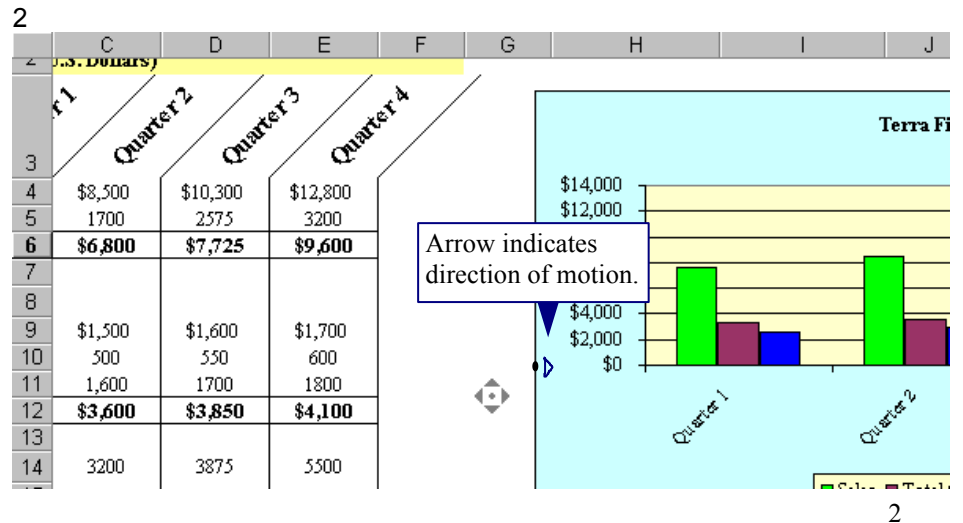 2
C D E F G H I J
2 U.S. Dollars)
3 Quarter 2 Quarter 3 Quarter 4
4 $8,500 $10,300 $12,800
5 1700 2575 3200
6 $6,800 $7,725 $9,600
7
8
9 $1,500 $1,600 $1,700
10 500 550 600
11 1,600 1700 1800
12 $3,600 $3,850 $4,100
13
14 3200 3875 5500
Terra Fi
$14,000
$12,000
Arrow indicates
direction of motion.
$4,000
$2,000
$0
Quarter 1 Quarter 2
Sales Total
2